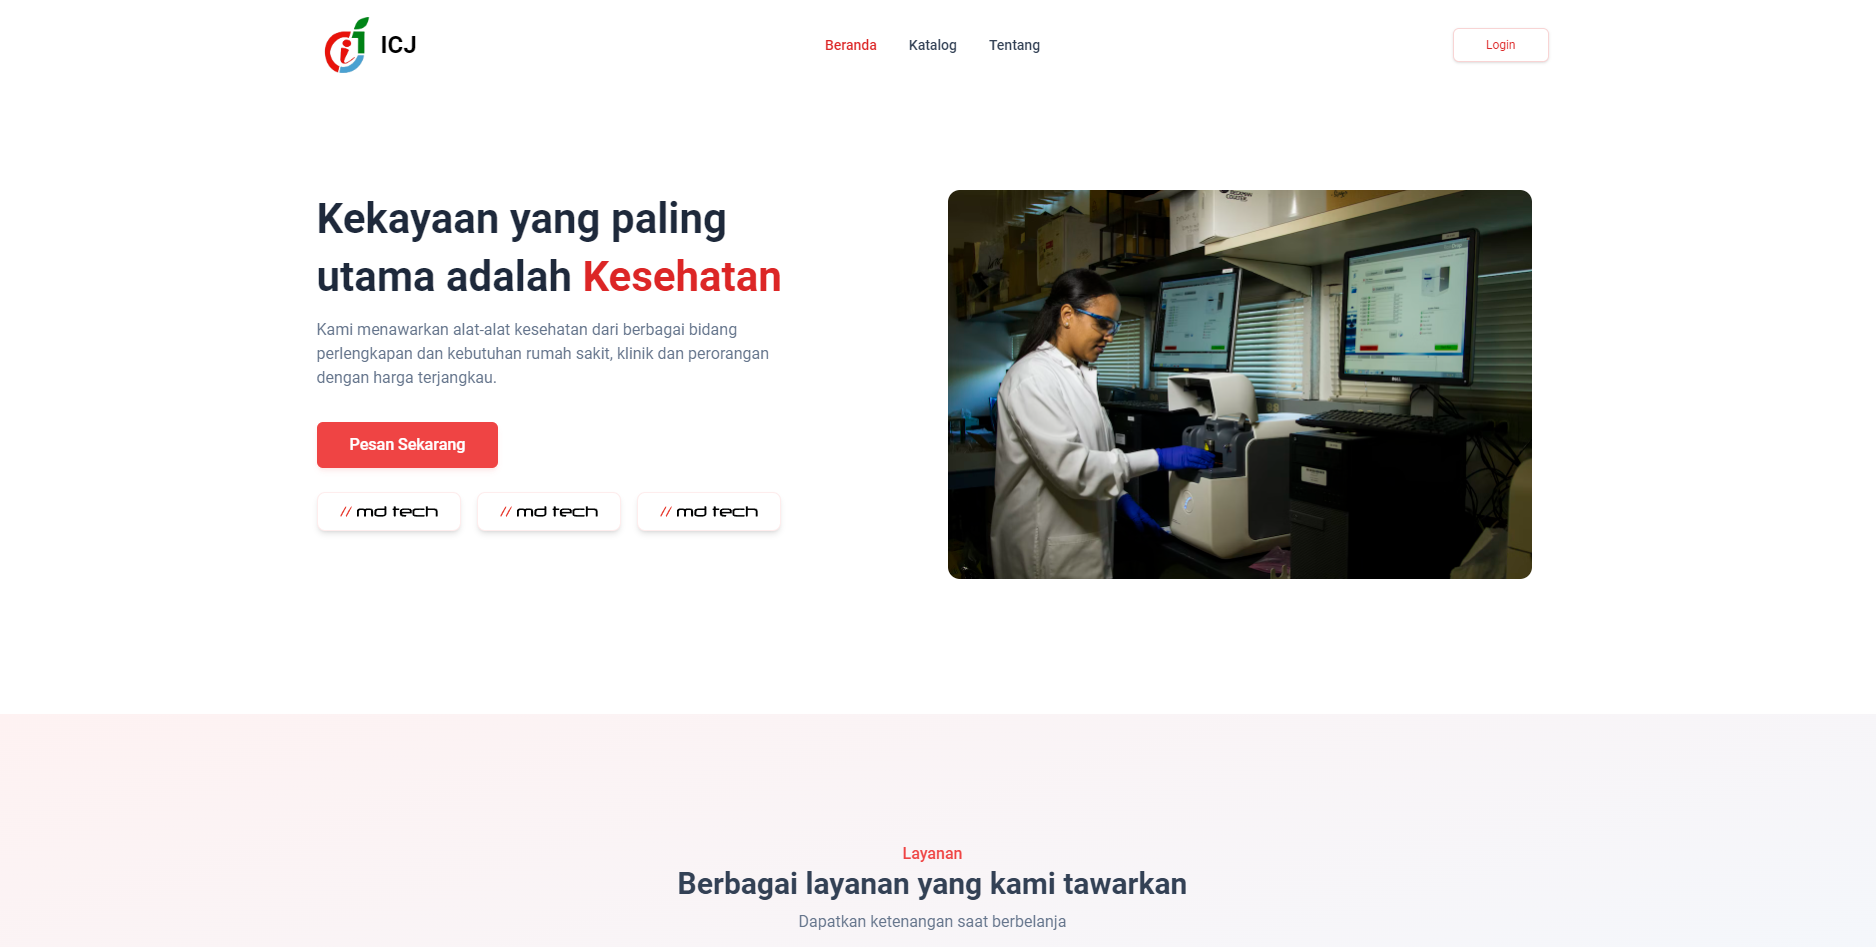 ICJ
Beranda
Katalog
Tentang
Login
Kekayaan yang paling
utama adalah Kesehatan
Kami menawarkan alat-alat kesehatan dari berbagai bidang
perlengkapan dan kebutuhan rumah sakit, klinik dan perorangan
dengan harga terjangkau.
Pesan Sekarang
// md tech
// md tech
// md tech
BECKMAN
COULTER
Layanan
Berbagai layanan yang kami tawarkan
Dapatkan ketenangan saat berbelanja